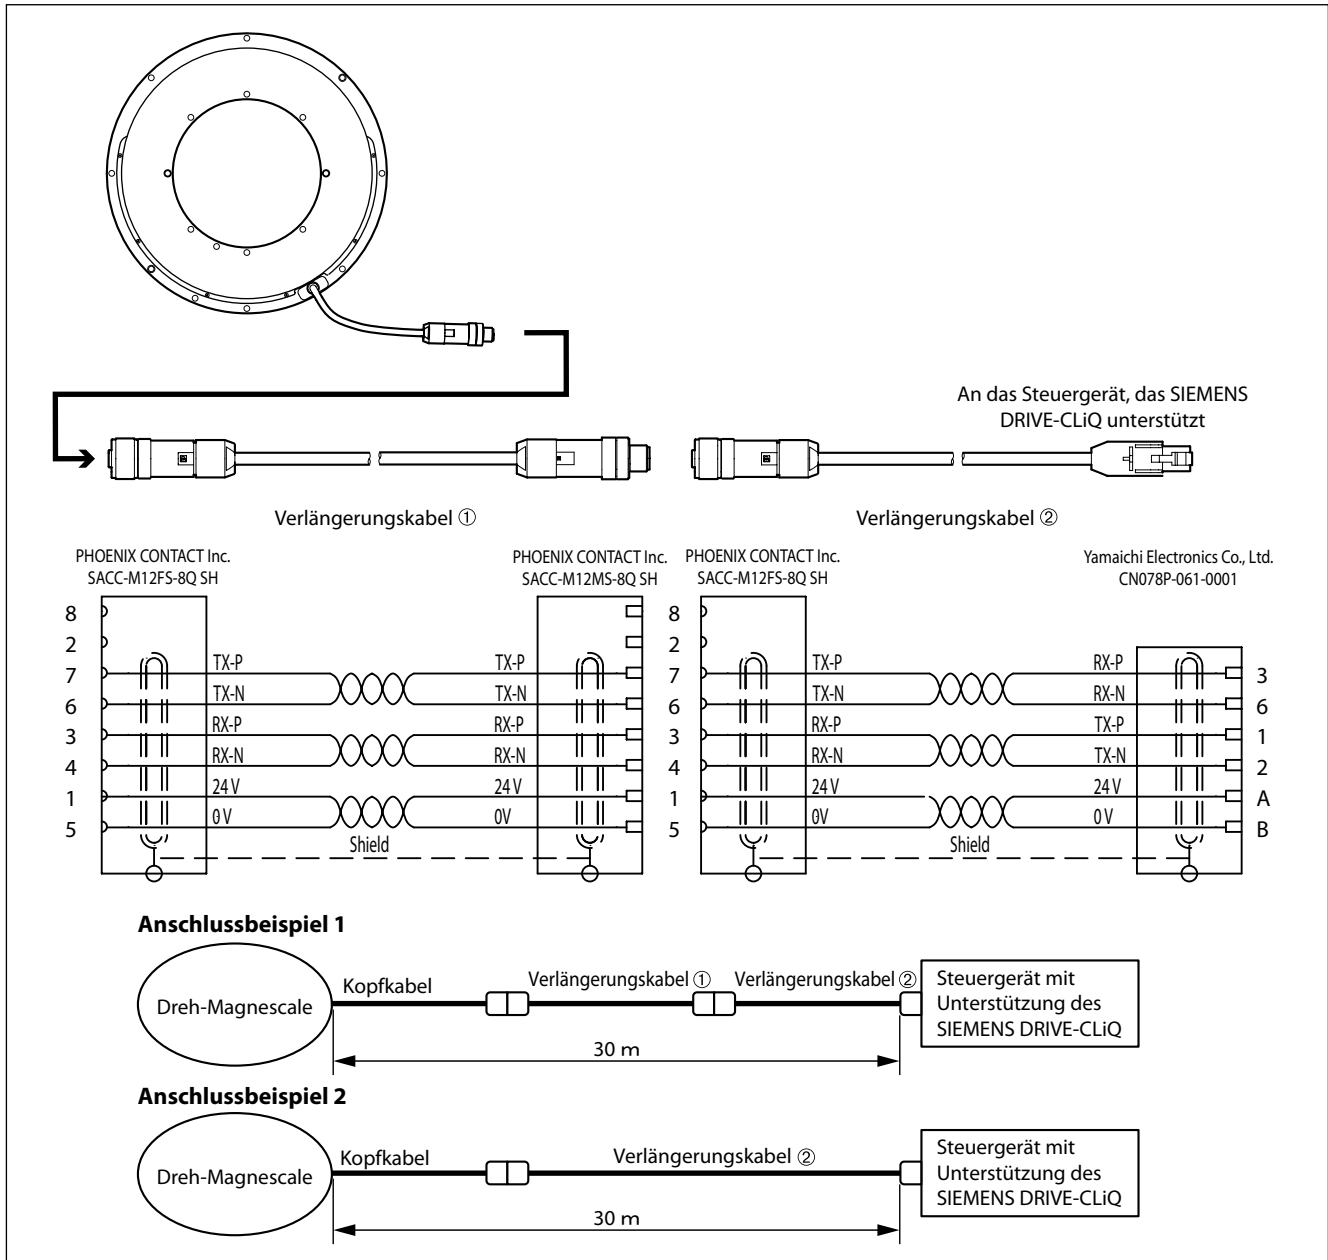 An das Steuergerät, das SIEMENS
DRIVE-CLiQ unterstützt
Verlängerungskabel ①
Verlängerungskabel ②
PHOENIX CONTACT Inc.
SACC-M12FS-8Q SH
PHOENIX CONTACT Inc.
SACC-M12MS-8Q SH
PHOENIX CONTACT Inc.
SACC-M12FS-8Q SH
Yamaichi Electronics Co., Ltd.
CN078P-061-0001
8 8
2 2
7 TX-P TX-P 7 TX-P RX-P 3
6 TX-N TX-N 6 TX-N RX-N 6
3 RX-P RX-P 3 RX-P TX-P 1
4 RX-N RX-N 4 RX-N TX-N 2
1 24 V 24 V 1 24 V 24 V A
5 0 V 0V 5 0V 0 V B
Shield Shield
Anschlussbeispiel 1
Dreh-Magnescale
Kopfkabel
Verlängerungskabel ①
Verlängerungskabel ②
Steuergerät mit
Unterstützung des
SIEMENS DRIVE-CLiQ
30 m
Anschlussbeispiel 2
Dreh-Magnescale
Kopfkabel
Verlängerungskabel ②
Steuergerät mit
Unterstützung des
SIEMENS DRIVE-CLiQ
30 m